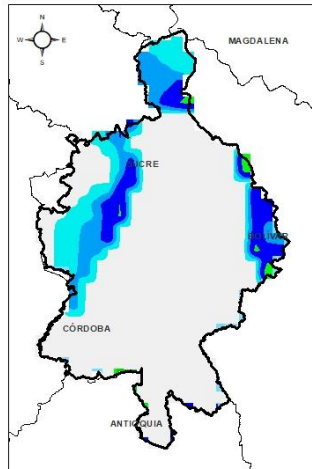 N
W E
S
MAGDALENA
SUCRE
BOLÍVAR
CÓRDOBA
ANTIOQUIA